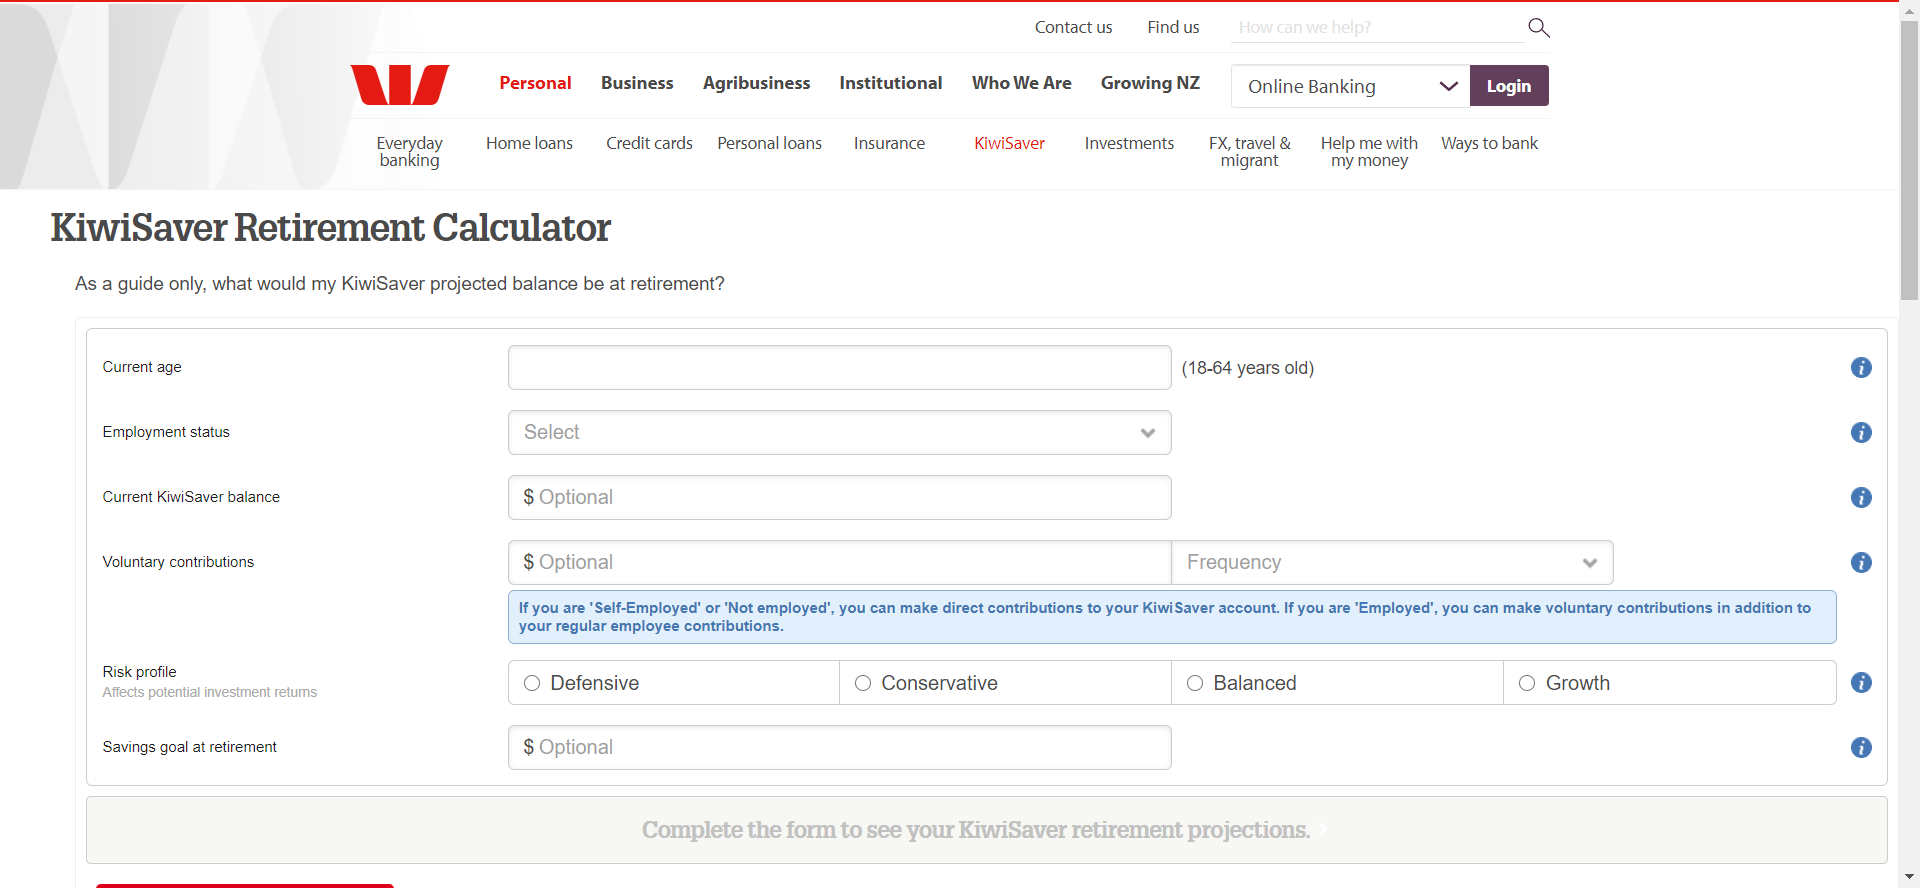 Contact us
Find us
How can we help?
Personal
Business
Agribusiness
Institutional
Who We Are
Growing NZ
Online Banking
Login
Everyday
banking
Home loans
Credit cards
Personal loans
Insurance
KiwiSaver
Investments
FX, travel &
migrant
Help me with
my money
Ways to bank
KiwiSaver Retirement Calculator
As a guide only, what would my KiwiSaver projected balance be at retirement?
Current age
(18-64 years old)
Employment status
Select
Current KiwiSaver balance
$ Optional
Voluntary contributions
$ Optional
Frequency
If you are 'Self-Employed' or 'Not employed', you can make direct contributions to your KiwiSaver account. If you are 'Employed', you can make voluntary contributions in addition to
your regular employee contributions.
Risk profile
Affects potential investment returns
Defensive
Conservative
Balanced
Growth
Savings goal at retirement
$ Optional
Complete the form to see your KiwiSaver retirement projections.